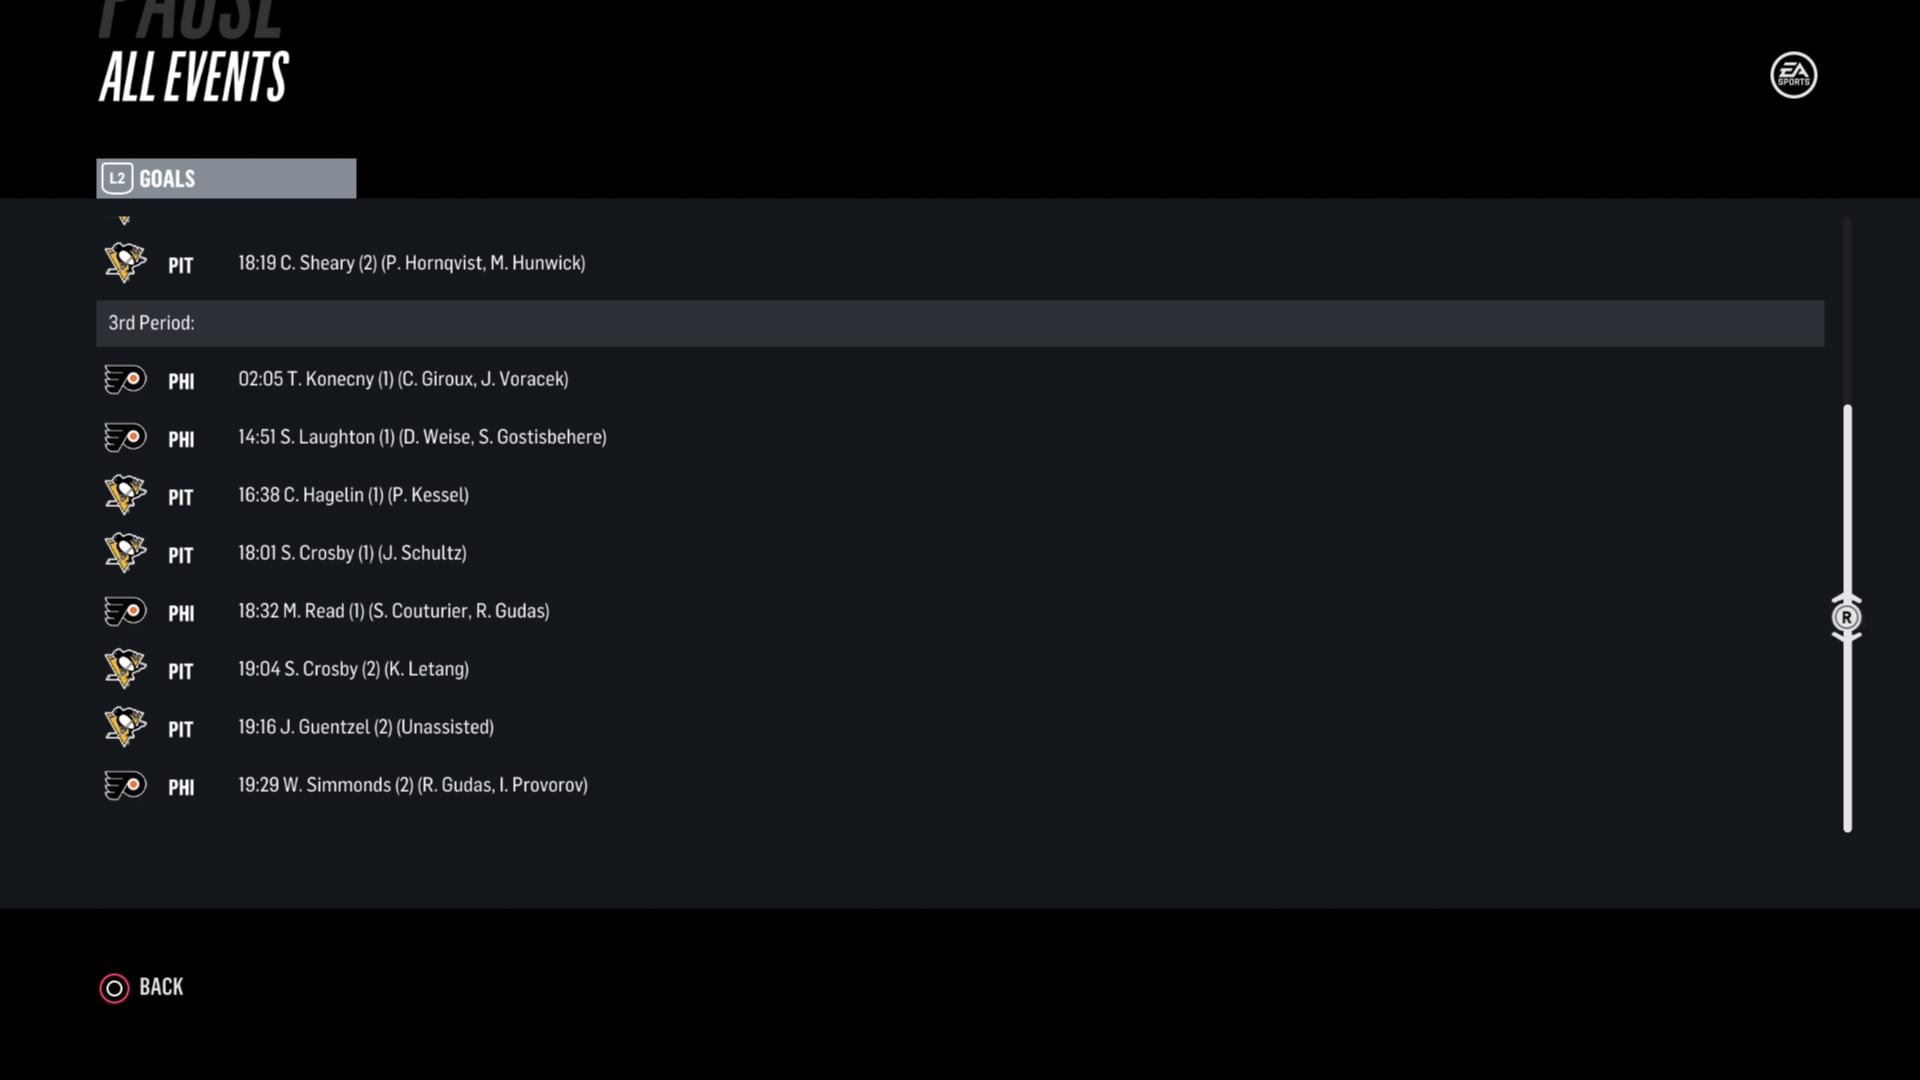 PAUSE
ALL EVENTS
EA SPORTS
L2 GOALS
PIT 18:19 C. Sheary (2) (P. Hornqvist, M. Hunwick)
3rd Period:
PHI 02:05 T. Konecny (1) (C. Giroux, J. Voracek)
PHI 14:51 S. Laughton (1) (D. Weise, S. Gostisbehere)
PIT 16:38 C. Hagelin (1) (P. Kessel)
PIT 18:01 S. Crosby (1) (J. Schultz)
PHI 18:32 M. Read (1) (S. Couturier, R. Gudas)
R
PIT 19:04 S. Crosby (2) (K. Letang)
PIT 19:16 J. Guentzel (2) (Unassisted)
PHI 19:29 W. Simmonds (2) (R. Gudas, I. Provorov)
BACK